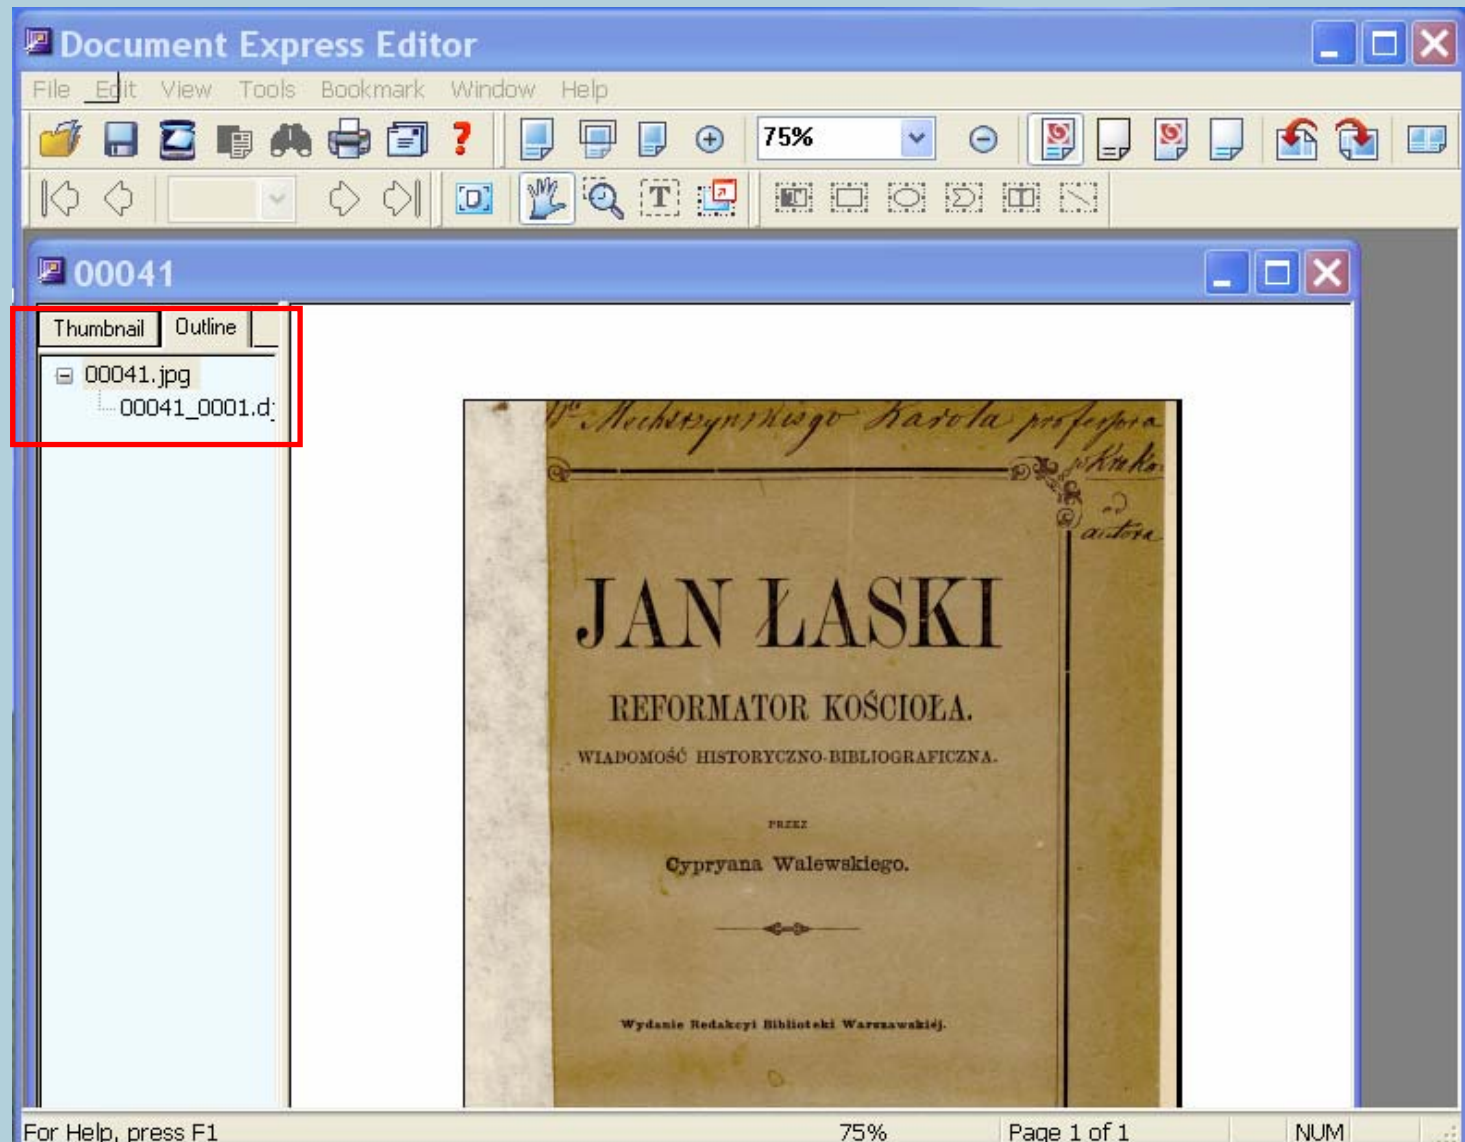 Document Express Editor
File Edit View Tools Bookmark Window Help
75%
T
00041
Thumbnail Outline
00041.jpg
00041_0001.d
Karola
od
autora
JAN ŁASKI
REFORMATOR KOŚCIOŁA.
WIADOMOŚĆ HISTORYCZNO-BIBLIOGRAFICZNA.
PRZEZ
Cypryana Walewskiego.
Wydanie Redakcyi Biblioteki Warszawskiéj.
For Help, press F1 75% Page 1 of 1 NUM